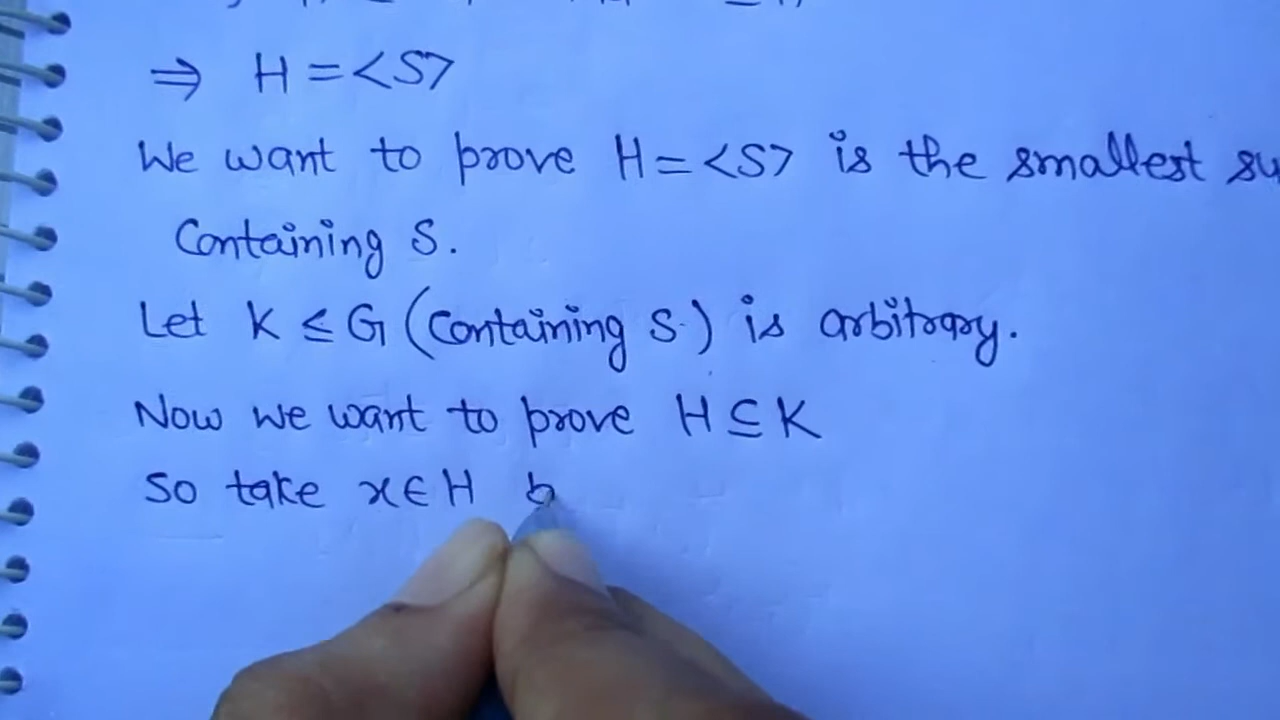 ⇒ H = <S>
We want to prove H = <S> is the smallest
Containing S.
Let K ≤ G (Containing S.) is arbitrary.
Now we want to prove H ⊆ K
So take x ∈ H b